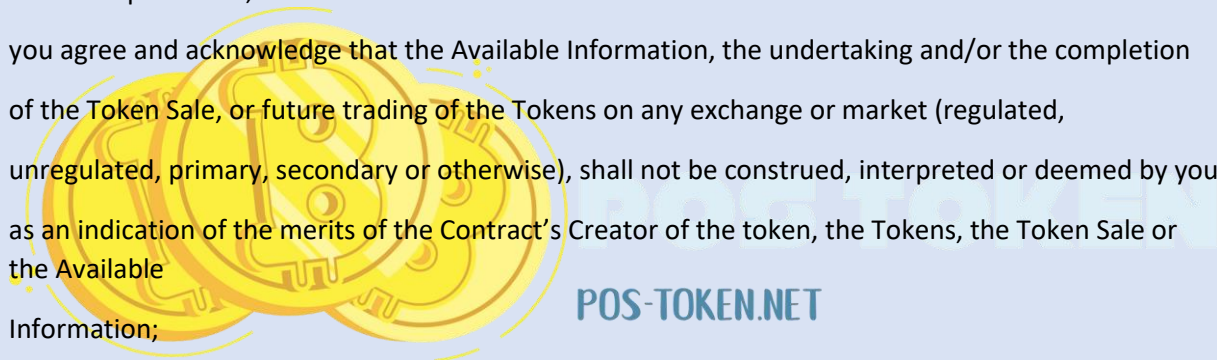 you agree and acknowledge that the Available Information, the undertaking and/or the completion
of the Token Sale, or future trading of the Tokens on any exchange or market (regulated,
unregulated, primary, secondary or otherwise), shall not be construed, interpreted or deemed by you
as an indication of the merits of the Contract’s Creator of the token, the Tokens, the Token Sale or
the Available
Information;
POS TOKEN
POS-TOKEN.NET